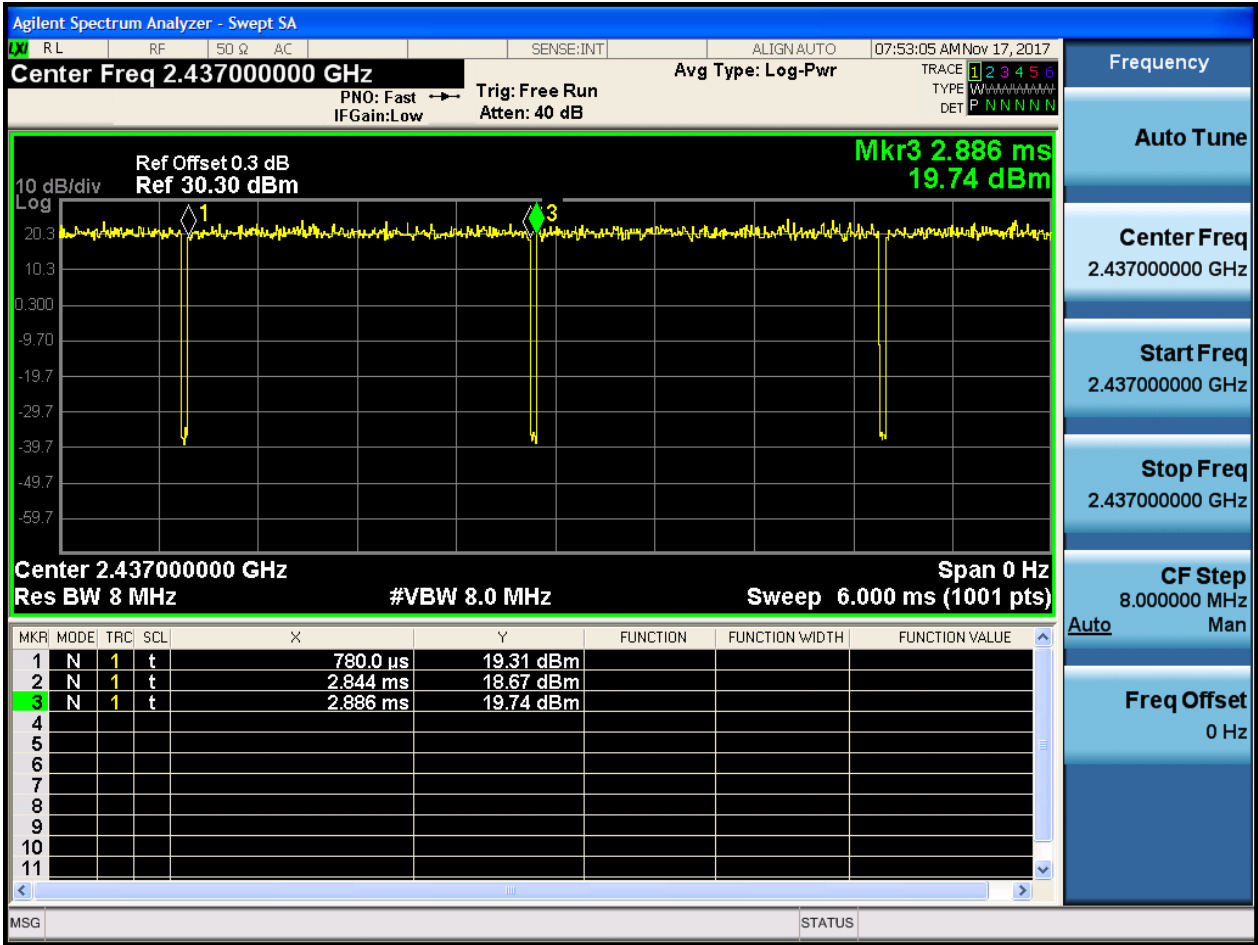 Agilent Spectrum Analyzer - Swept SA
LXI RL RF 50 Ω AC SENSE:INT ALIGN AUTO 07:53:05 AM Nov 17, 2017
Center Freq 2.437000000 GHz
PNO: Fast
IFGain:Low
Trig: Free Run
Atten: 40 dB
Avg Type: Log-Pwr
TRACE 1 2 3 4 5 6
TYPE WWWWWW
DET P N N N N N
Ref Offset 0.3 dB
10 dB/div Ref 30.30 dBm
Log
Mkr3 2.886 ms
19.74 dBm
1
3
20.3
10.3
0.300
-9.70
-19.7
-29.7
-39.7
-49.7
-59.7
Center 2.437000000 GHz Span 0 Hz
Res BW 8 MHz #VBW 8.0 MHz Sweep 6.000 ms (1001 pts)
MKR MODE TRC SCL X Y FUNCTION FUNCTION WIDTH FUNCTION VALUE
1 N 1 t 780.0 µs 19.31 dBm
2 N 1 t 2.844 ms 18.67 dBm
3 N 1 t 2.886 ms 19.74 dBm
4
5
6
7
8
9
10
11
MSG STATUS
Frequency
Auto Tune
Center Freq
2.437000000 GHz
Start Freq
2.437000000 GHz
Stop Freq
2.437000000 GHz
CF Step
8.000000 MHz
Auto Man
Freq Offset
0 Hz